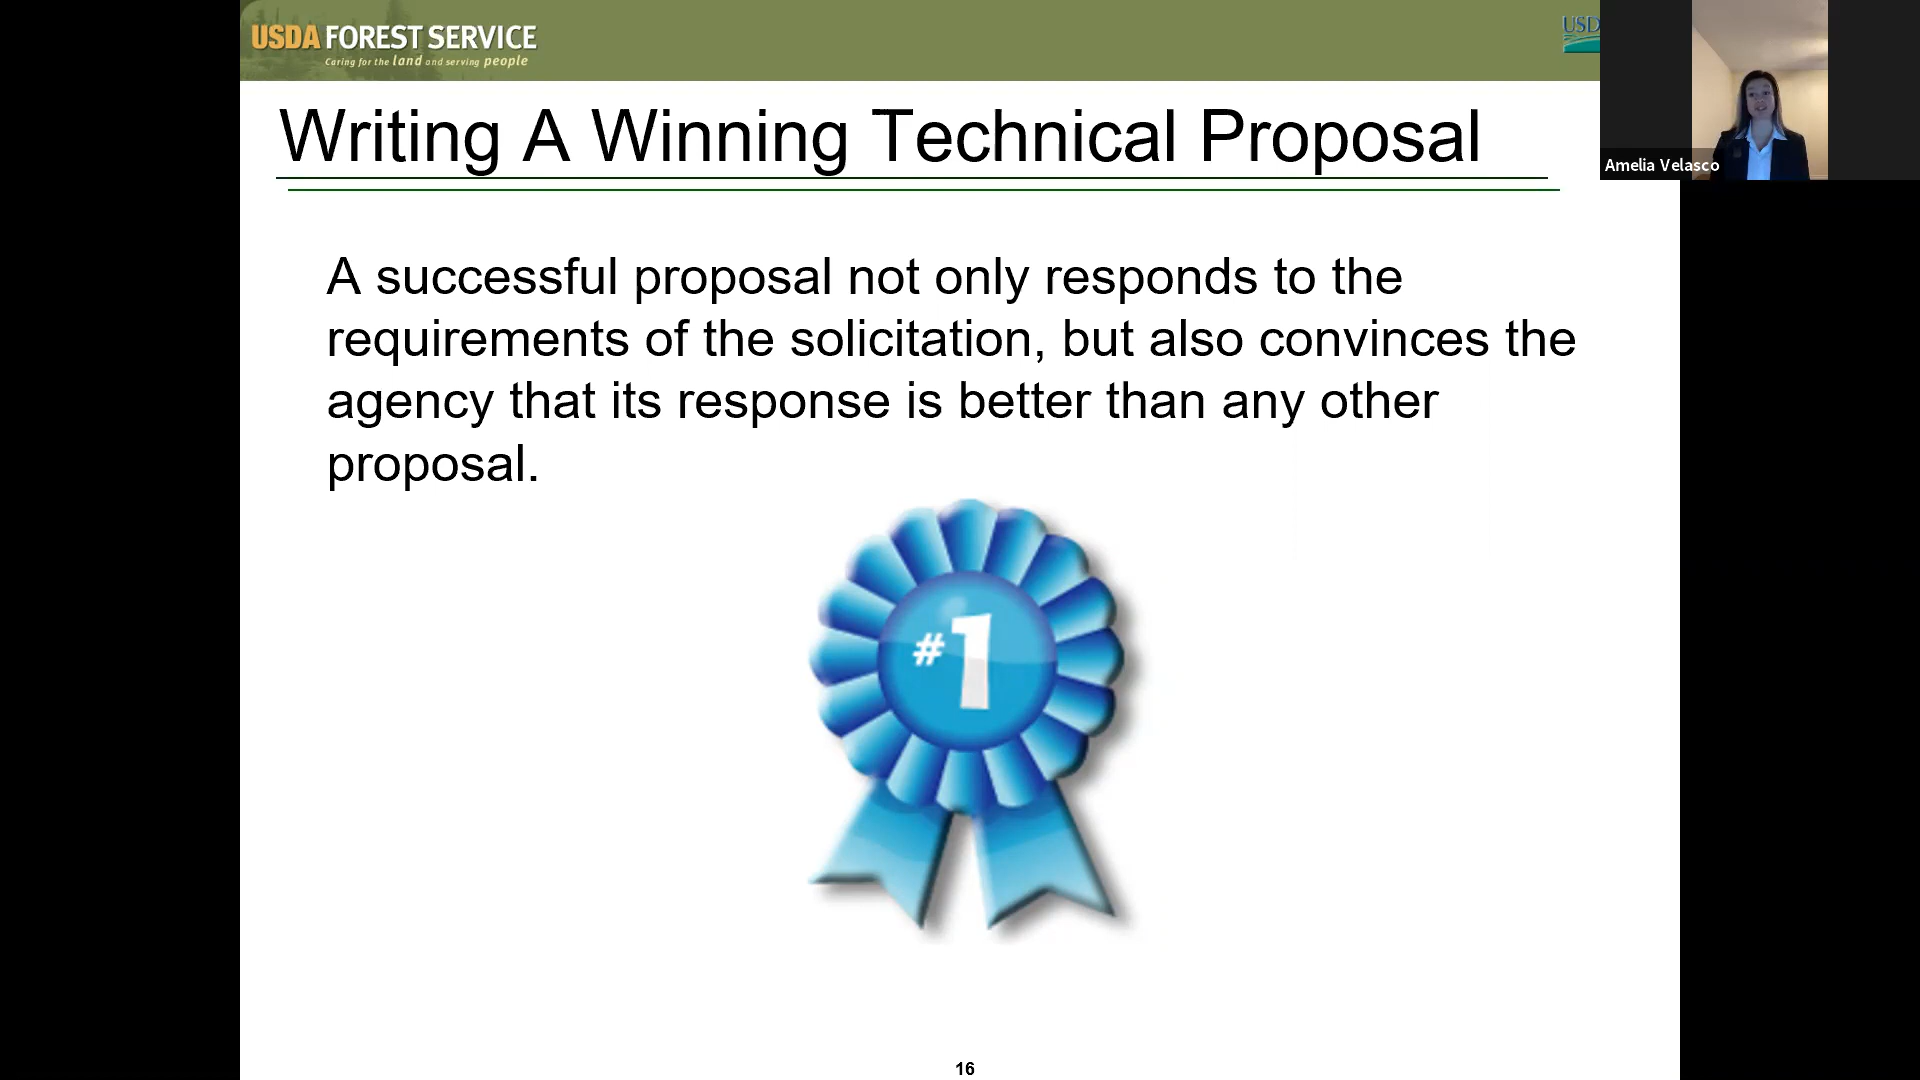 USDA FOREST SERVICE
Caring for the land and serving people
USD
Amelia Velasco
Writing A Winning Technical Proposal
A successful proposal not only responds to the
requirements of the solicitation, but also convinces the
agency that its response is better than any other
proposal.
#1
16